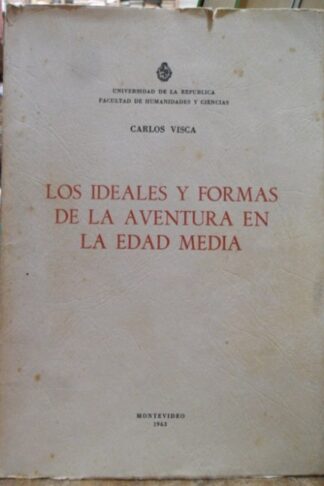 UNIVERSIDAD DE LA REPUBLICA
FACULTAD DE HUMANIDADES Y CIENCIAS
CARLOS VISCA
LOS IDEALES Y FORMAS
DE LA AVENTURA EN
LA EDAD MEDIA
MONTEVIDEO
1963